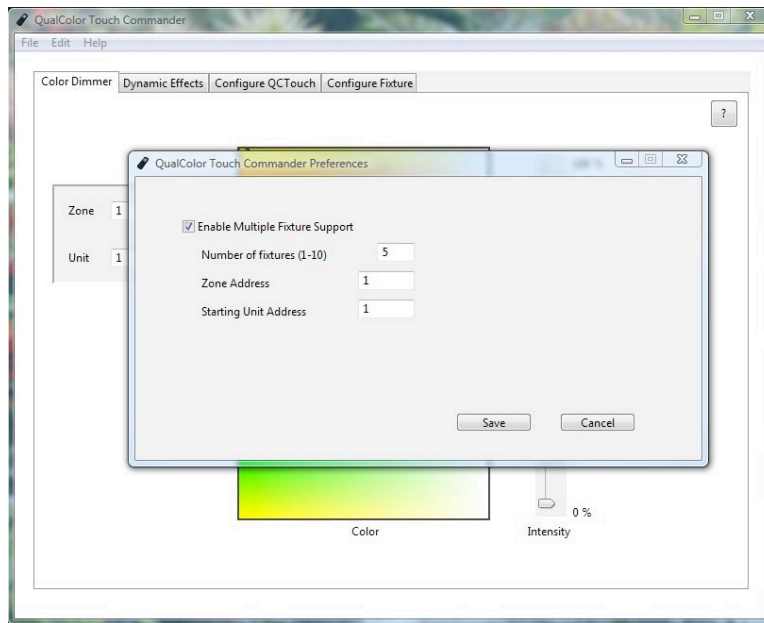 QualColor Touch Commander
File Edit Help
Color Dimmer Dynamic Effects Configure QCTouch Configure Fixture
?
QualColor Touch Commander Preferences
Zone 1
Unit 1
Enable Multiple Fixture Support
Number of fixtures (1-10) 5
Zone Address 1
Starting Unit Address 1
Save Cancel
0 %
Color Intensity